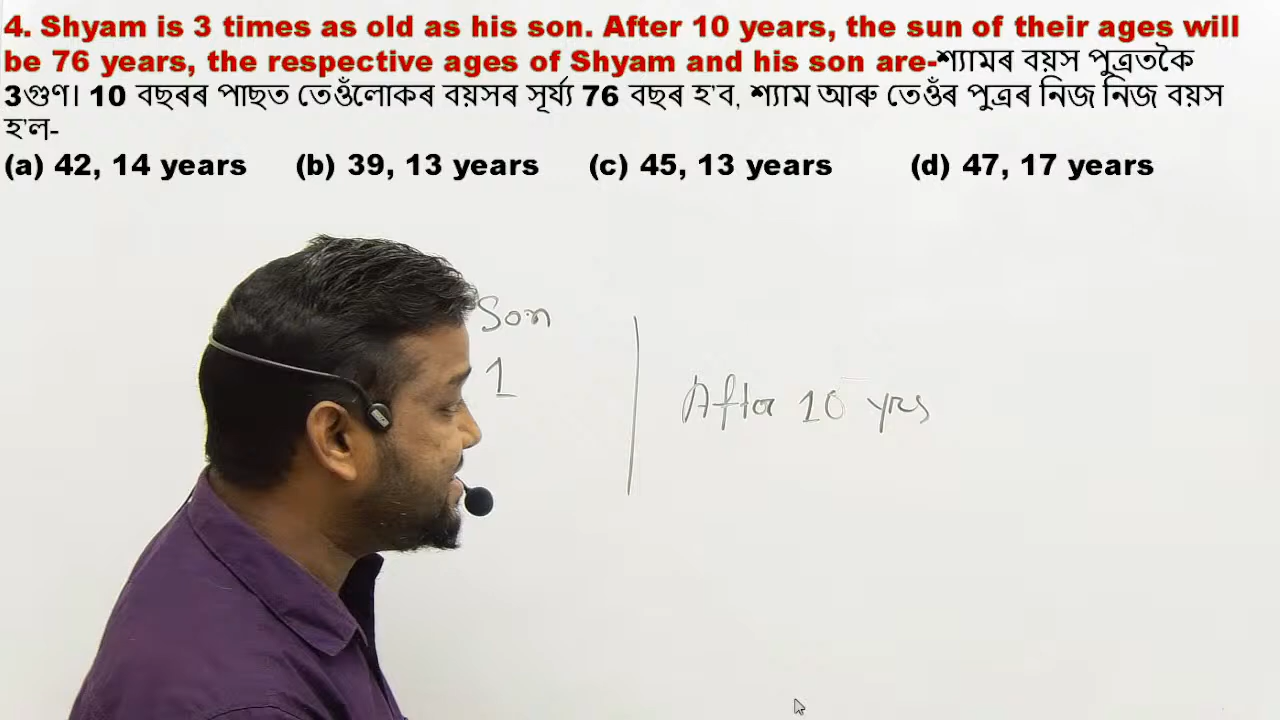 4. Shyam is 3 times as old as his son. After 10 years, the sun of their ages will
be 76 years, the respective ages of Shyam and his son are-শ্যামৰ বয়স পুত্ৰতকৈ
3গুণ। 10 বছৰৰ পাছত তেওঁলোকৰ বয়সৰ সূৰ্য্য 76 বছৰ হ'ব, শ্যাম আৰু তেওঁৰ পুত্ৰৰ নিজ নিজ বয়স
হ'ল-
(a) 42, 14 years (b) 39, 13 years (c) 45, 13 years (d) 47, 17 years
Son
1
After 10 yrs